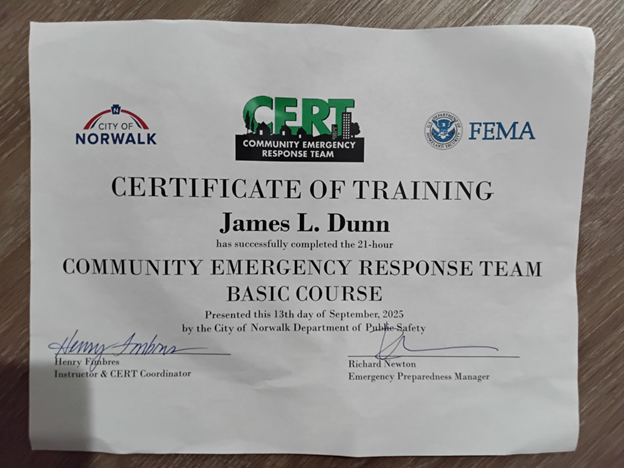 CITY OF
NORWALK
CERT
COMMUNITY EMERGENCY
RESPONSE TEAM
FEMA
CERTIFICATE OF TRAINING
James L. Dunn
has successfully completed the 21-hour
COMMUNITY EMERGENCY RESPONSE TEAM
BASIC COURSE
Presented this 13th day of September, 2025
by the City of Norwalk Department of Public Safety
Henry Fimbres
Henry Fimbres
Instructor & CERT Coordinator
Richard Newton
Emergency Preparedness Manager